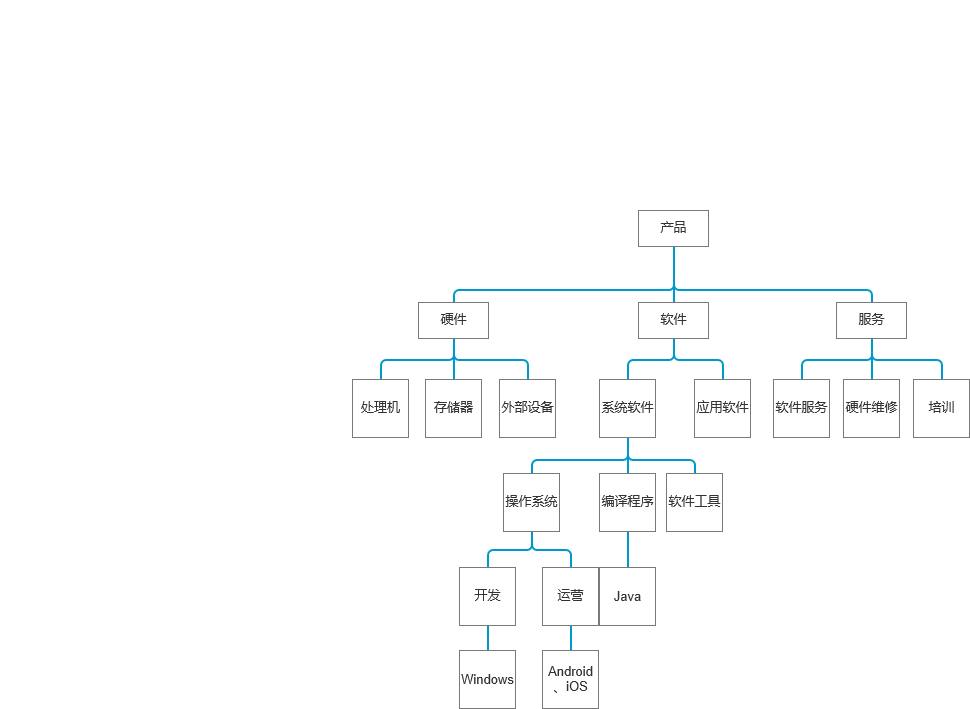 产品
硬件
软件
服务
处理机
存储器
外部设备
系统软件
应用软件
软件服务
硬件维修
培训
操作系统
编译程序
软件工具
开发
运营
Java
Windows
Android
、iOS